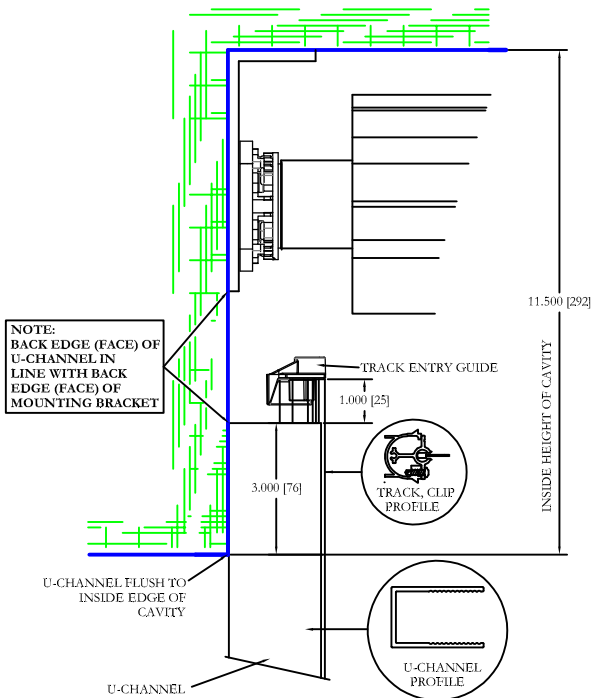 11.500 [292]
INSIDE HEIGHT OF CAVITY
NOTE:
BACK EDGE (FACE) OF
U-CHANNEL IN
LINE WITH BACK
EDGE (FACE) OF
MOUNTING BRACKET
TRACK ENTRY GUIDE
1.000 [25]
3.000 [76]
TRACK, CLIP
PROFILE
U-CHANNEL FLUSH TO
INSIDE EDGE OF
CAVITY
U-CHANNEL
PROFILE
U-CHANNEL